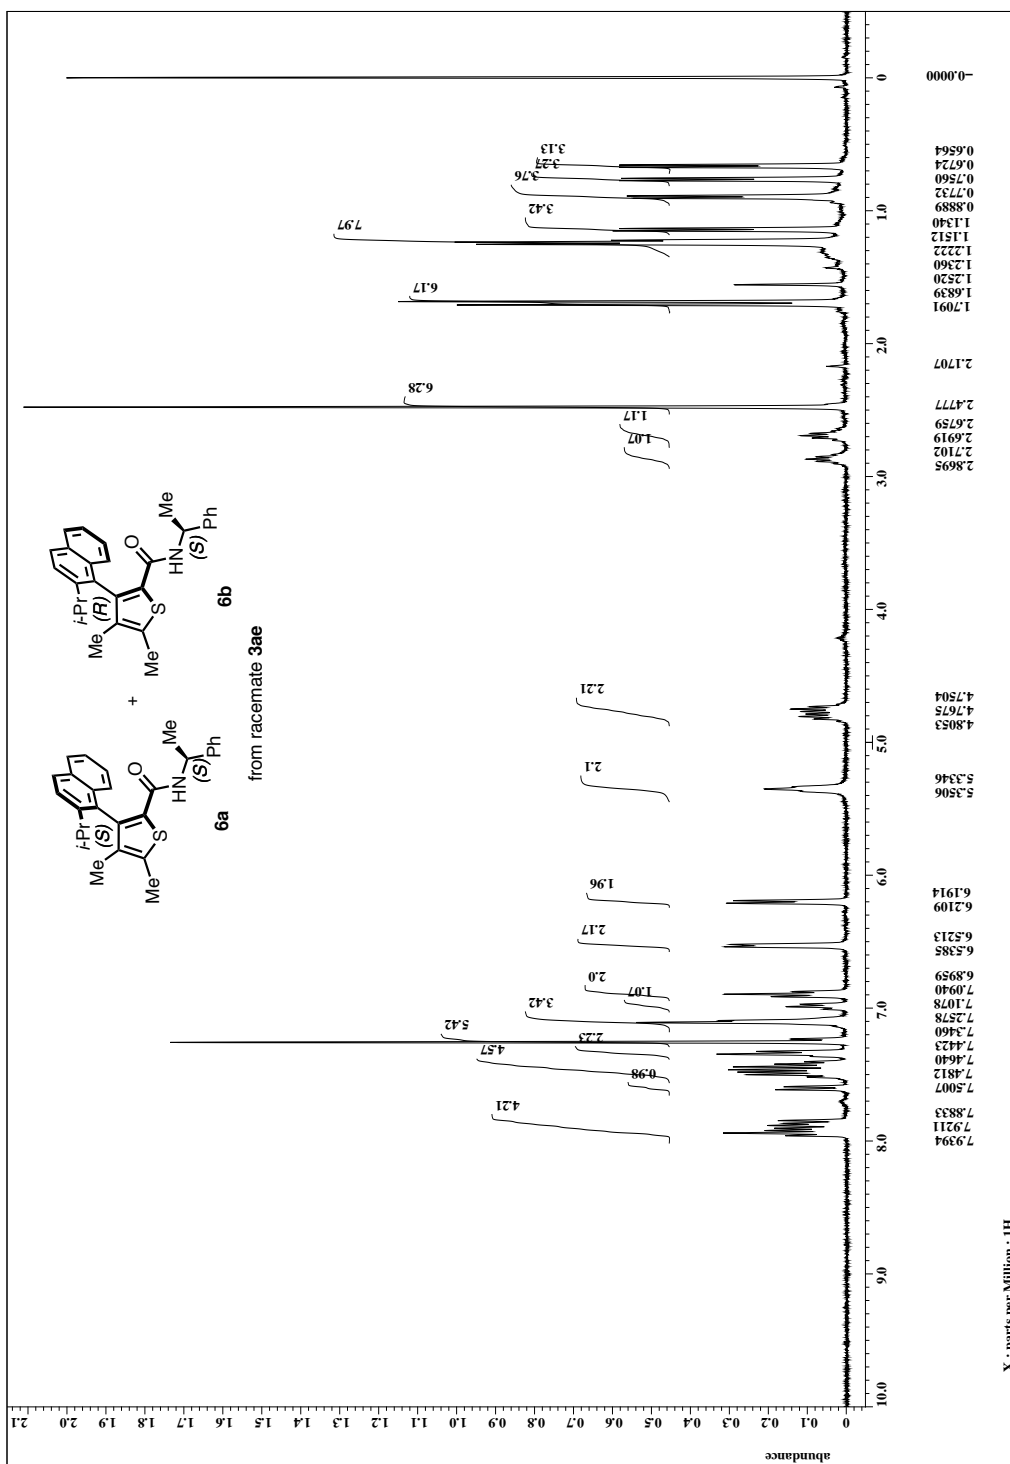 abundance
0 0.1 0.2 0.3 0.4 0.5 0.6 0.7 0.8 0.9 1.0 1.1 1.2 1.3 1.4 1.5 1.6 1.7 1.8 1.9 2.0 2.1
4.21
0.98
4.57
2.23
5.42
3.42
1.07
2.0
2.17
1.96
2.1
2.21
1.07
1.17
6.28
6.17
7.97
3.42
3.76
3.27
3.13
i-Pr
(S)
Me
Me
S
O
HN
Me
(S)
Ph
6a
+
i-Pr
(R)
Me
Me
S
O
HN
Me
(S)
Ph
6b
from racemate 3ae
10.0 9.0 8.0 7.0 6.0 5.0 4.0 3.0 2.0 1.0 0
7.9394
7.9211
7.8833
7.5007
7.4812
7.4640
7.4423
7.3460
7.2578
7.1078
7.0940
6.8959
6.5385
6.5213
6.2109
6.1914
5.3506
5.3346
4.8053
4.7675
4.7504
2.8695
2.7102
2.6919
2.6759
2.4777
2.1707
1.7091
1.6839
1.2520
1.2360
1.2222
1.1512
1.1340
0.8889
0.7732
0.7560
0.6724
0.6564
-0.0000
X : parts per Million : 1H